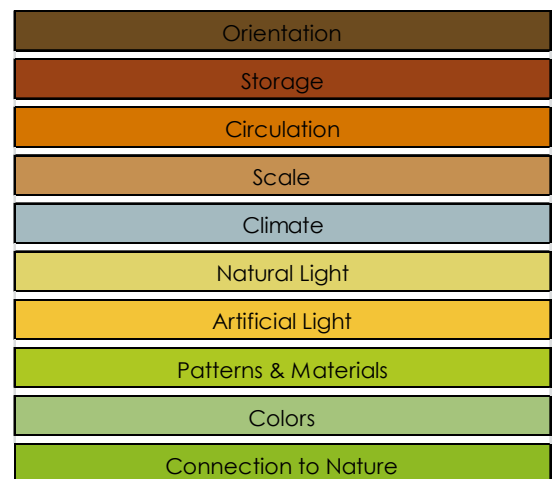 Orientation
Storage
Circulation
Scale
Climate
Natural Light
Artificial Light
Patterns & Materials
Colors
Connection to Nature